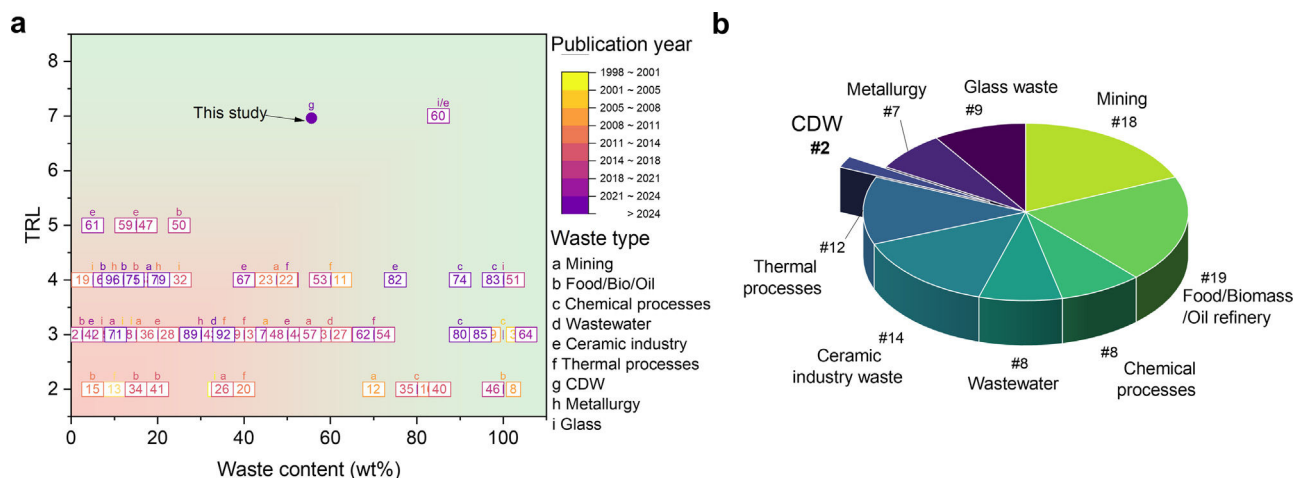 a
Publication year
1998 ~ 2001
2001 ~ 2005
2005 ~ 2008
2008 ~ 2011
2011 ~ 2014
2014 ~ 2018
2018 ~ 2021
2021 ~ 2024
> 2024
Waste type
a Mining
b Food/Bio/Oil
c Chemical processes
d Wastewater
e Ceramic industry
f Thermal processes
g CDW
h Metallurgy
i Glass
TRL
8
7
6
5
4
3
2
This study
g
i/e
60
e e b
61 59 47 50
i b h b b a h i e a f f e c c i
19 96 75 79 32 67 23 22 53 11 82 74 83 51
b e i a i i a h h d f f e a d f c
2 42 71 36 28 89 4 92 9 3 7 48 4 57 27 62 54 80 85 64
b b b a f c b
15 13 34 41 26 20 12 35 40 46 8
0 20 40 60 80 100
Waste content (wt%)
b
Mining
#18
Glass waste
#9
Metallurgy
#7
CDW
#2
#12
Thermal
processes
#14
Ceramic
industry waste
#8
Wastewater
#8
Chemical
processes
#19
Food/Biomass
/Oil refinery